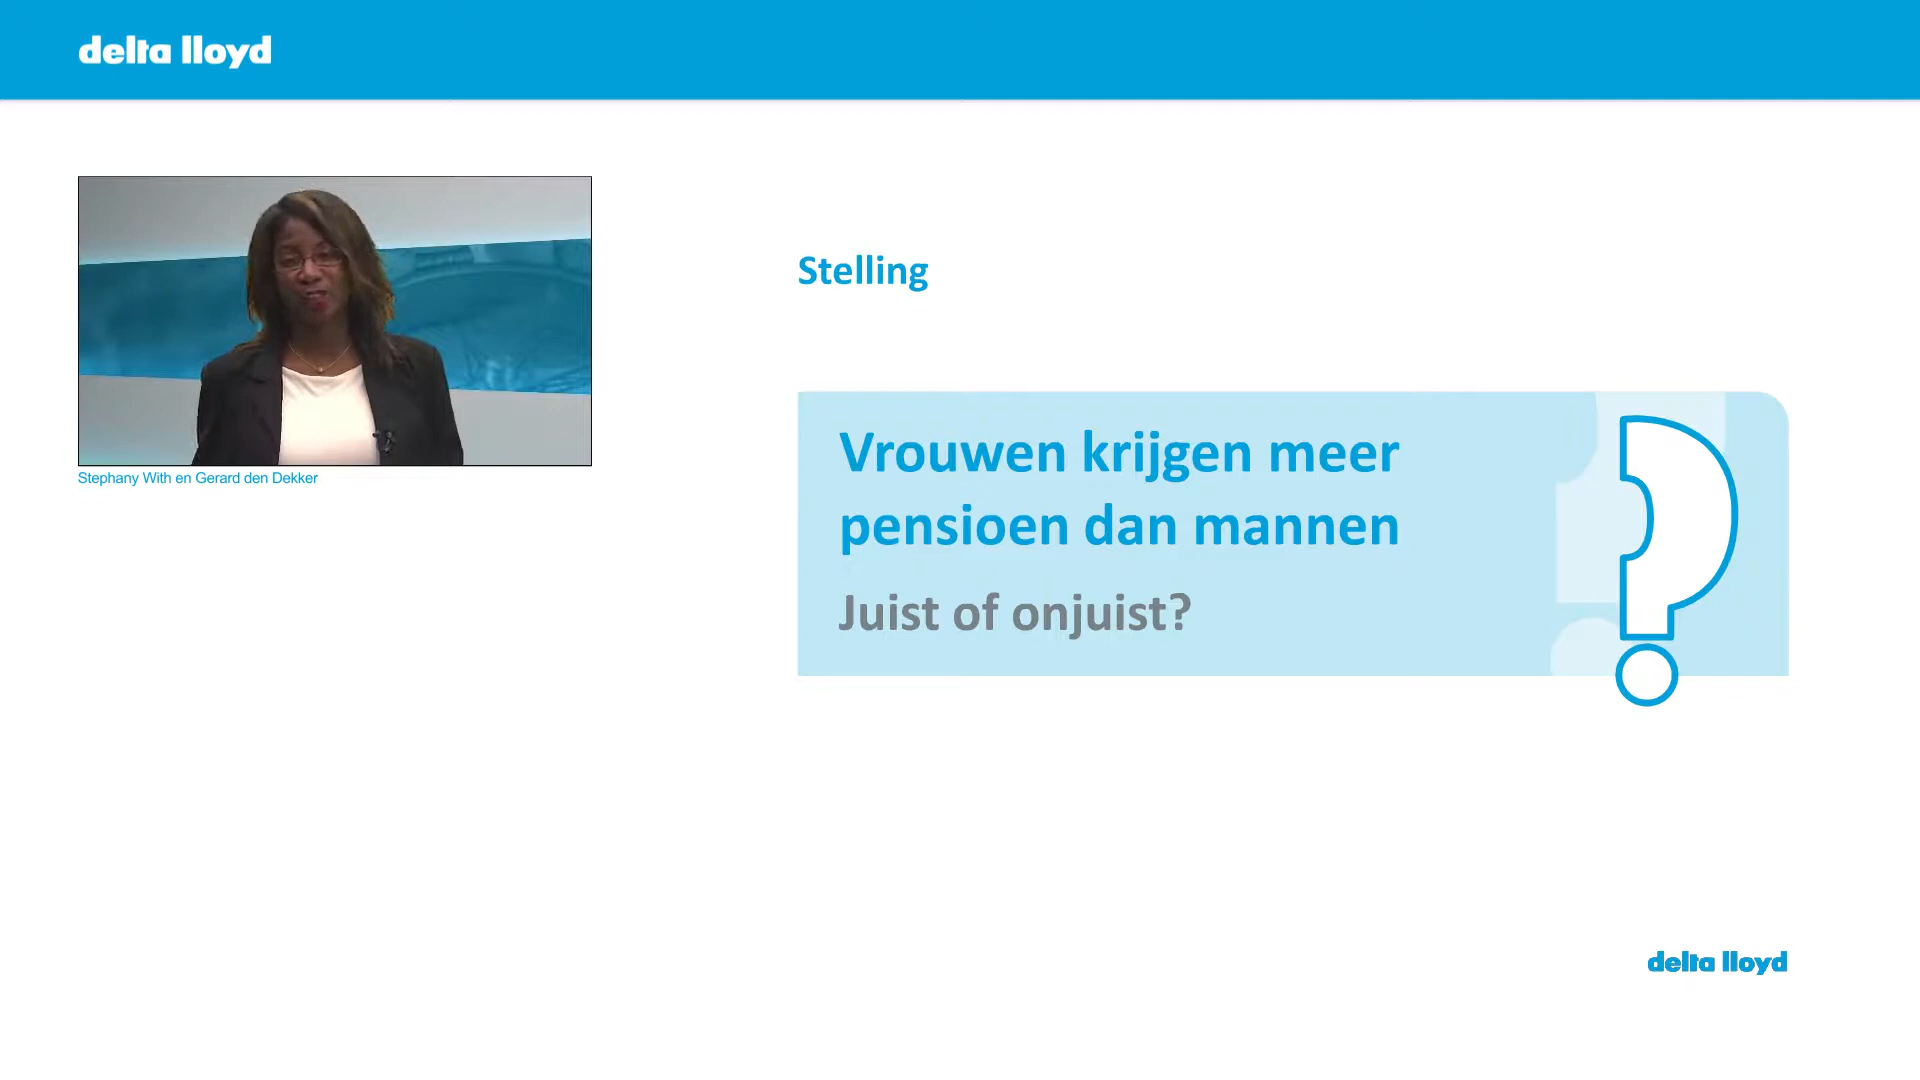 delta lloyd
Stephany With en Gerard den Dekker
Stelling
Vrouwen krijgen meer
pensioen dan mannen
Juist of onjuist?
delta lloyd